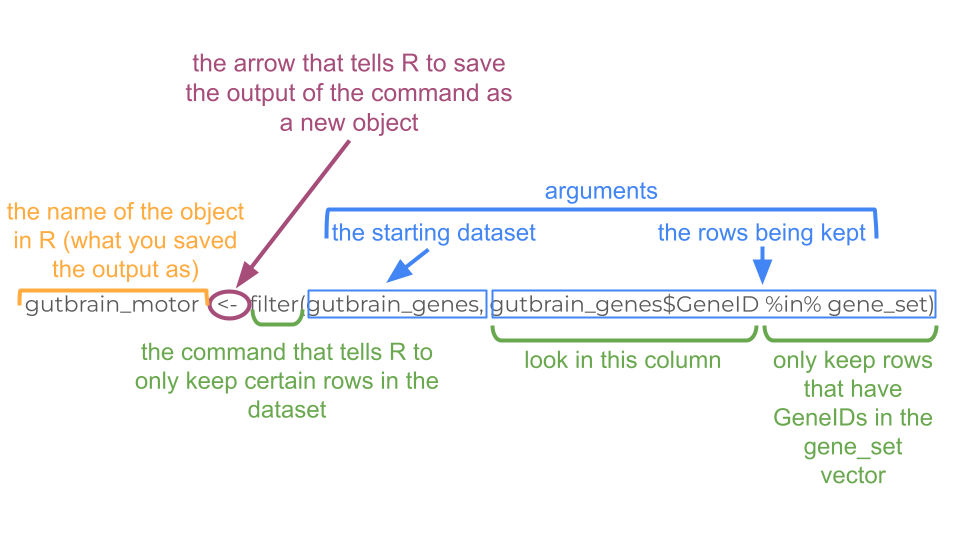 the arrow that tells R to save
the output of the command as
a new object
arguments
the name of the object
in R (what you saved
the output as)
the starting dataset
the rows being kept
gutbrain_motor <- filter(gutbrain_genes, gutbrain_genes$GeneID %in% gene_set)
the command that tells R to
only keep certain rows in the
dataset
look in this column
only keep rows
that have
GeneIDs in the
gene_set
vector